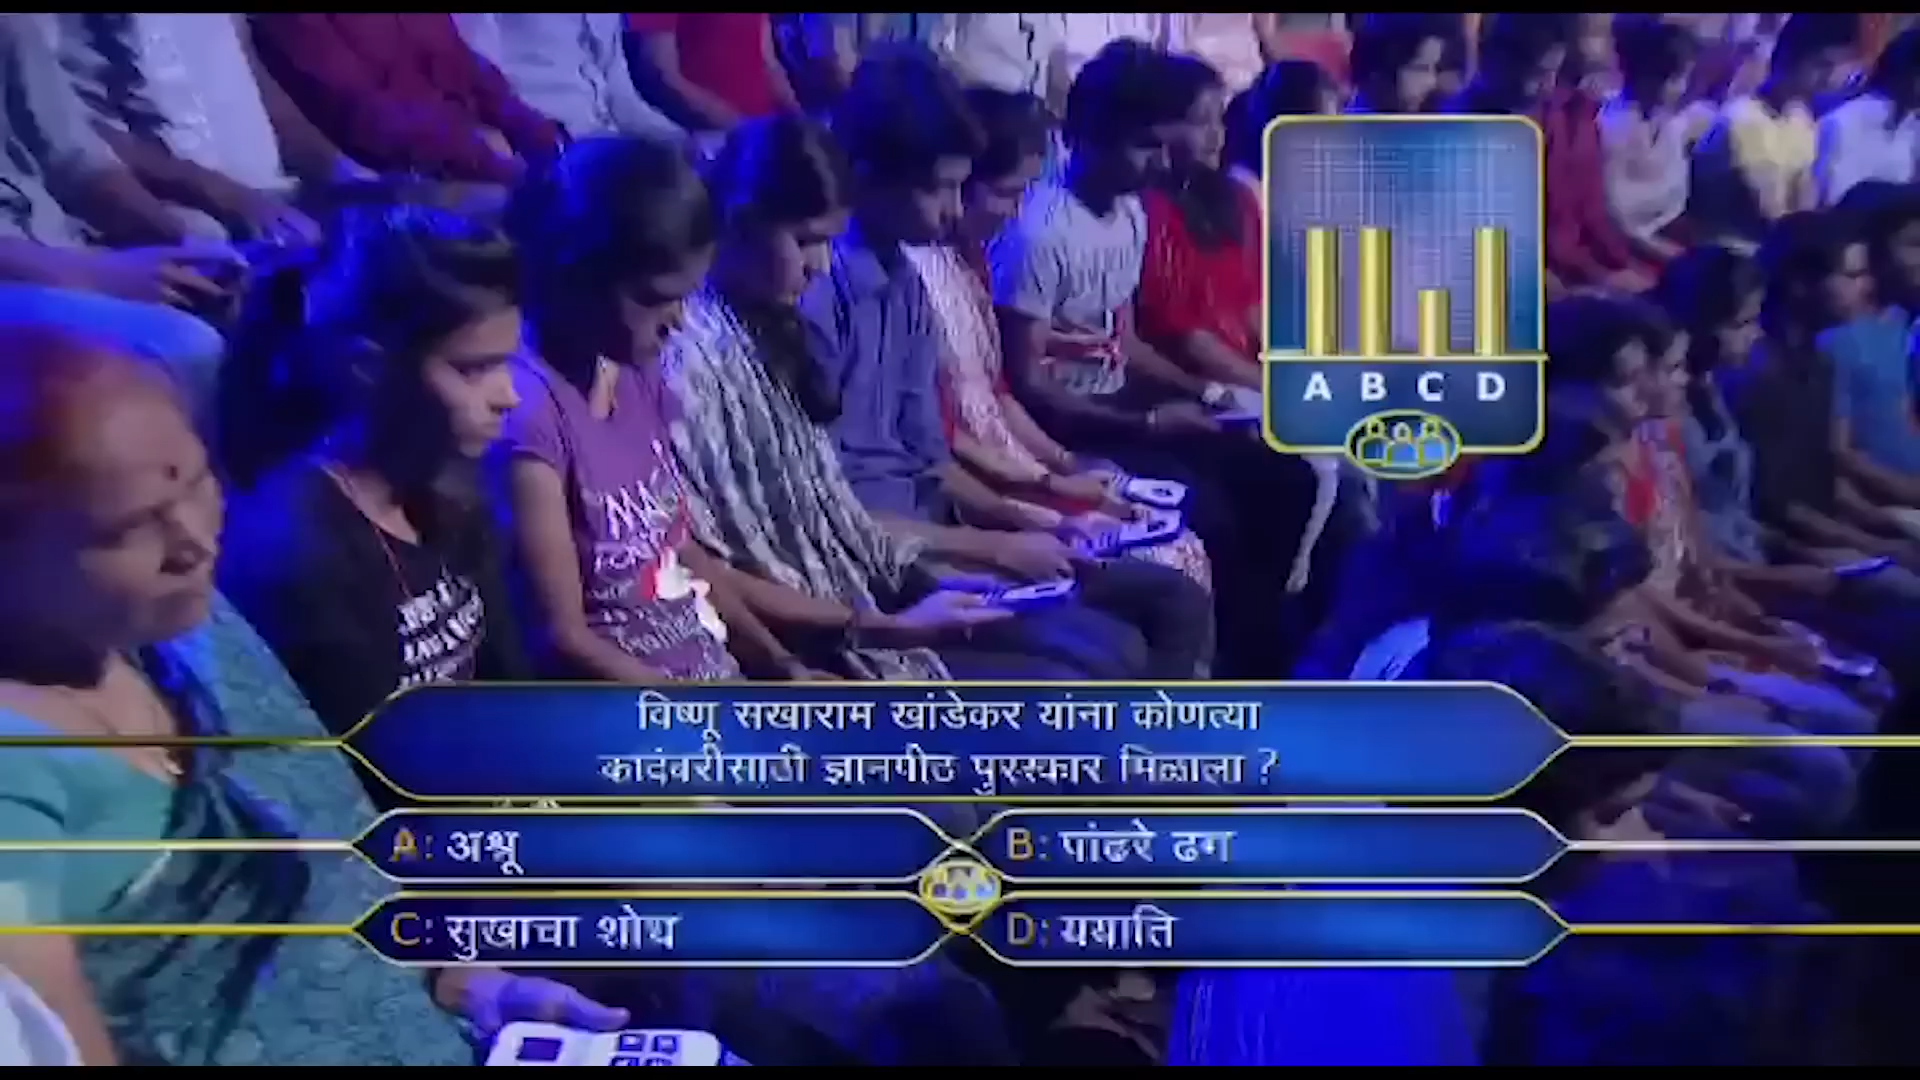 A B C D
विष्णू सखाराम खांडेकर यांना कोणत्या
कादंबरीसाठी ज्ञानपीठ पुरस्कार मिळाला ?
A: अश्रू
B: पांढरे ढग
C: सुखाचा शोध
D: ययाति